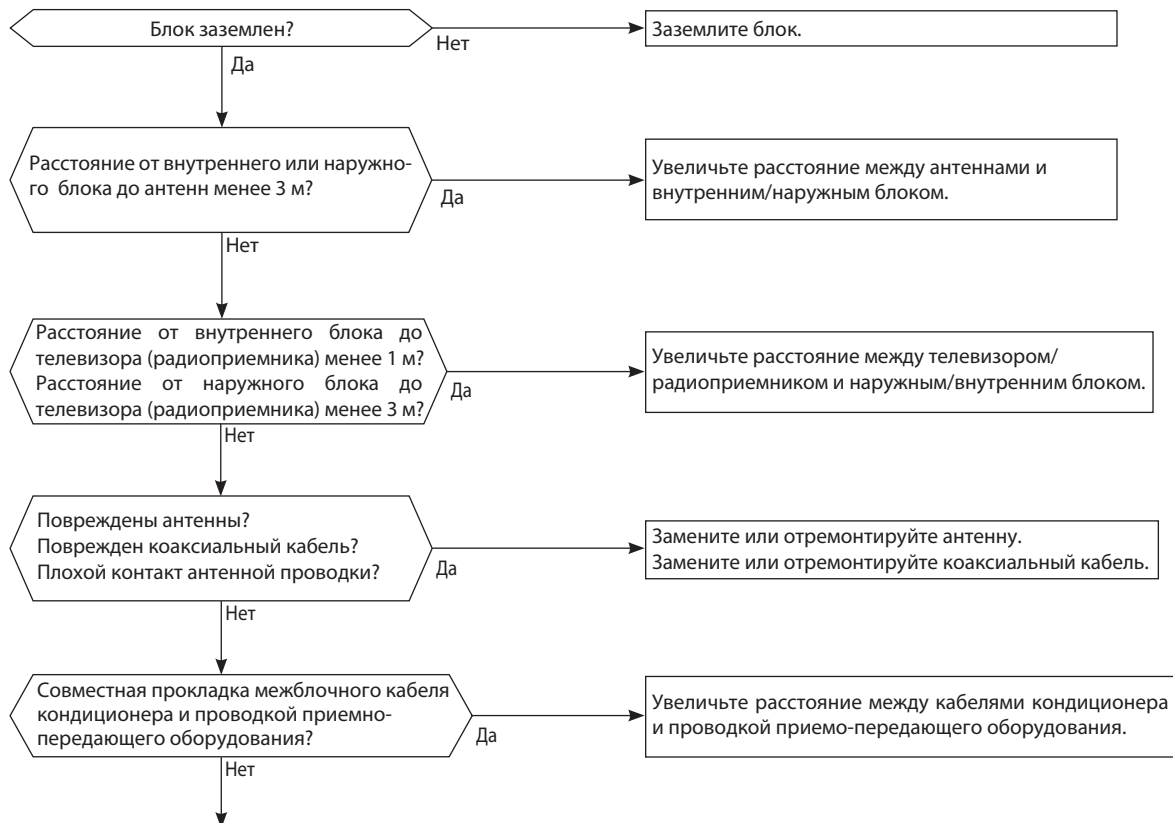 Блок заземлен?
Нет
Заземлите блок.
Да
Расстояние от внутреннего или наружно-
го блока до антенн менее 3 м?
Да
Увеличьте расстояние между антеннами и
внутренним/наружным блоком.
Нет
Расстояние от внутреннего блока до
телевизора (радиоприемника) менее 1 м?
Расстояние от наружного блока до
телевизора (радиоприемника) менее 3 м?
Да
Увеличьте расстояние между телевизором/
радиоприемником и наружным/внутренним блоком.
Нет
Повреждены антенны?
Поврежден коаксиальный кабель?
Плохой контакт антенной проводки?
Да
Замените или отремонтируйте антенну.
Замените или отремонтируйте коаксиальный кабель.
Нет
Совместная прокладка межблочного кабеля
кондиционера и проводкой приемно-
передающего оборудования?
Да
Увеличьте расстояние между кабелями кондиционера
и проводкой приемо-передающего оборудования.
Нет